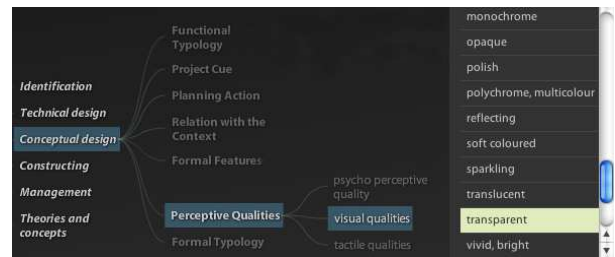 Identification
Technical design
Conceptual design
Constructing
Management
Theories and
concepts
Functional
Typology
Project Cue
Planning Action
Relation with the
Context
Formal Features
Perceptive Qualities
Formal Typology
psycho perceptive
quality
visual qualities
tactile qualities
monochrome
opaque
polish
polychrome, multicolour
reflecting
soft coloured
sparkling
translucent
transparent
vivid, bright